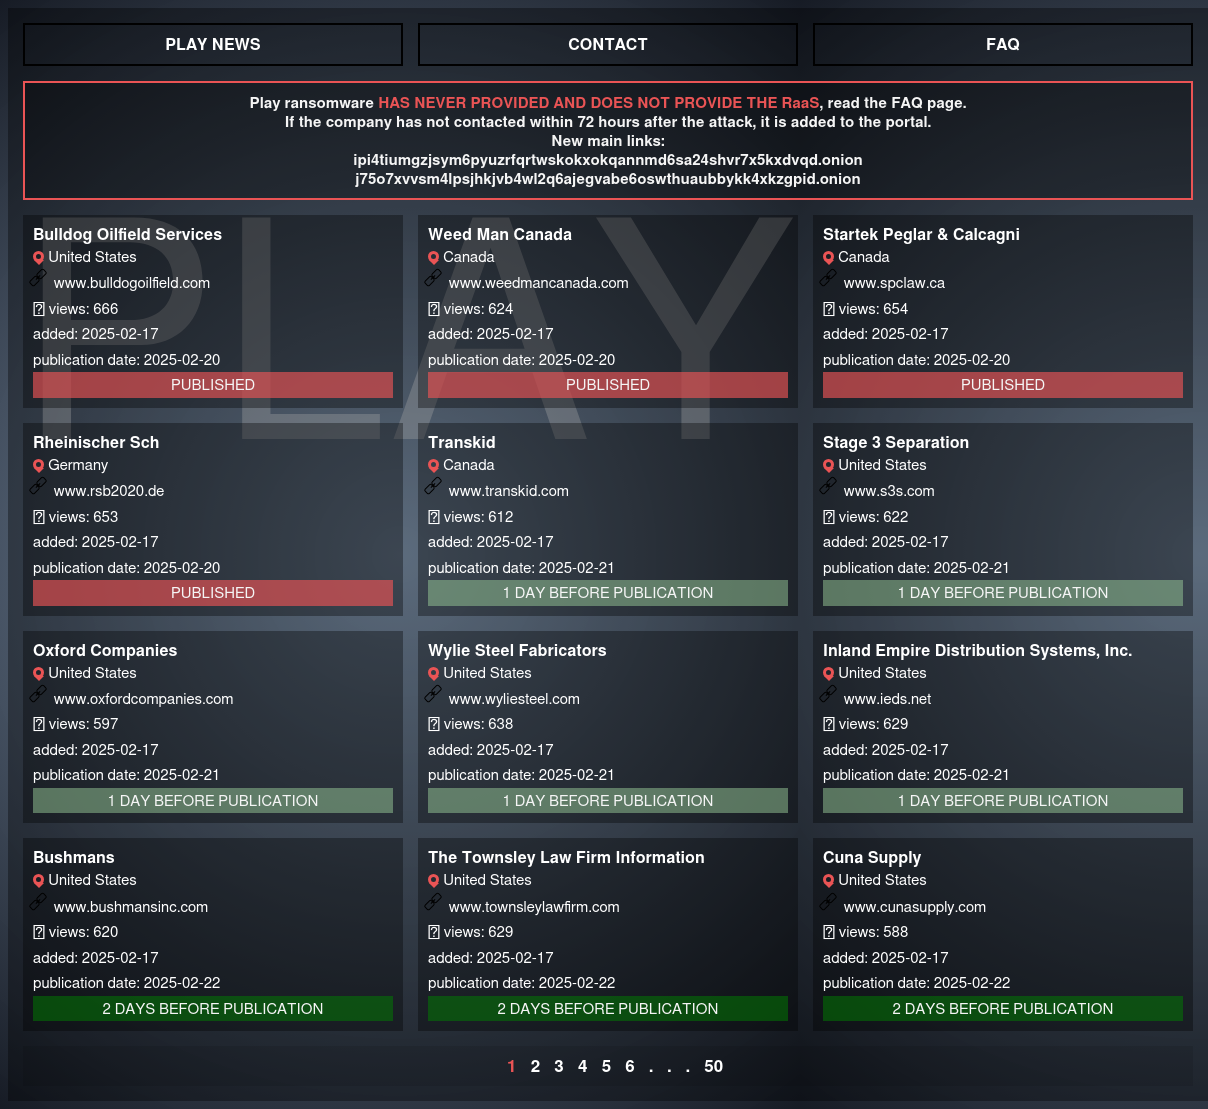 PLAY NEWS
CONTACT
FAQ
Play ransomware HAS NEVER PROVIDED AND DOES NOT PROVIDE THE RaaS, read the FAQ page.
If the company has not contacted within 72 hours after the attack, it is added to the portal.
New main links:
ipi4tiumgzjsym6pyuzrfqrtwskokxokqannmd6sa24shvr7x5kxdvqd.onion
j75o7xvvsm4lpsjhkjvb4wl2q6ajegvabe6oswthuaubbykk4xkzgpid.onion
PLAY
Bulldog Oilfield Services
United States
www.bulldogoilfield.com
views: 666
added: 2025-02-17
publication date: 2025-02-20
PUBLISHED
Weed Man Canada
Canada
www.weedmancanada.com
views: 624
added: 2025-02-17
publication date: 2025-02-20
PUBLISHED
Startek Peglar & Calcagni
Canada
www.spclaw.ca
views: 654
added: 2025-02-17
publication date: 2025-02-20
PUBLISHED
Rheinischer Sch
Germany
www.rsb2020.de
views: 653
added: 2025-02-17
publication date: 2025-02-20
PUBLISHED
Transkid
Canada
www.transkid.com
views: 612
added: 2025-02-17
publication date: 2025-02-21
1 DAY BEFORE PUBLICATION
Stage 3 Separation
United States
www.s3s.com
views: 622
added: 2025-02-17
publication date: 2025-02-21
1 DAY BEFORE PUBLICATION
Oxford Companies
United States
www.oxfordcompanies.com
views: 597
added: 2025-02-17
publication date: 2025-02-21
1 DAY BEFORE PUBLICATION
Wylie Steel Fabricators
United States
www.wyliesteel.com
views: 638
added: 2025-02-17
publication date: 2025-02-21
1 DAY BEFORE PUBLICATION
Inland Empire Distribution Systems, Inc.
United States
www.ieds.net
views: 629
added: 2025-02-17
publication date: 2025-02-21
1 DAY BEFORE PUBLICATION
Bushmans
United States
www.bushmansinc.com
views: 620
added: 2025-02-17
publication date: 2025-02-22
2 DAYS BEFORE PUBLICATION
The Townsley Law Firm Information
United States
www.townsleylawfirm.com
views: 629
added: 2025-02-17
publication date: 2025-02-22
2 DAYS BEFORE PUBLICATION
Cuna Supply
United States
www.cunasupply.com
views: 588
added: 2025-02-17
publication date: 2025-02-22
2 DAYS BEFORE PUBLICATION
1 2 3 4 5 6 . . . 50